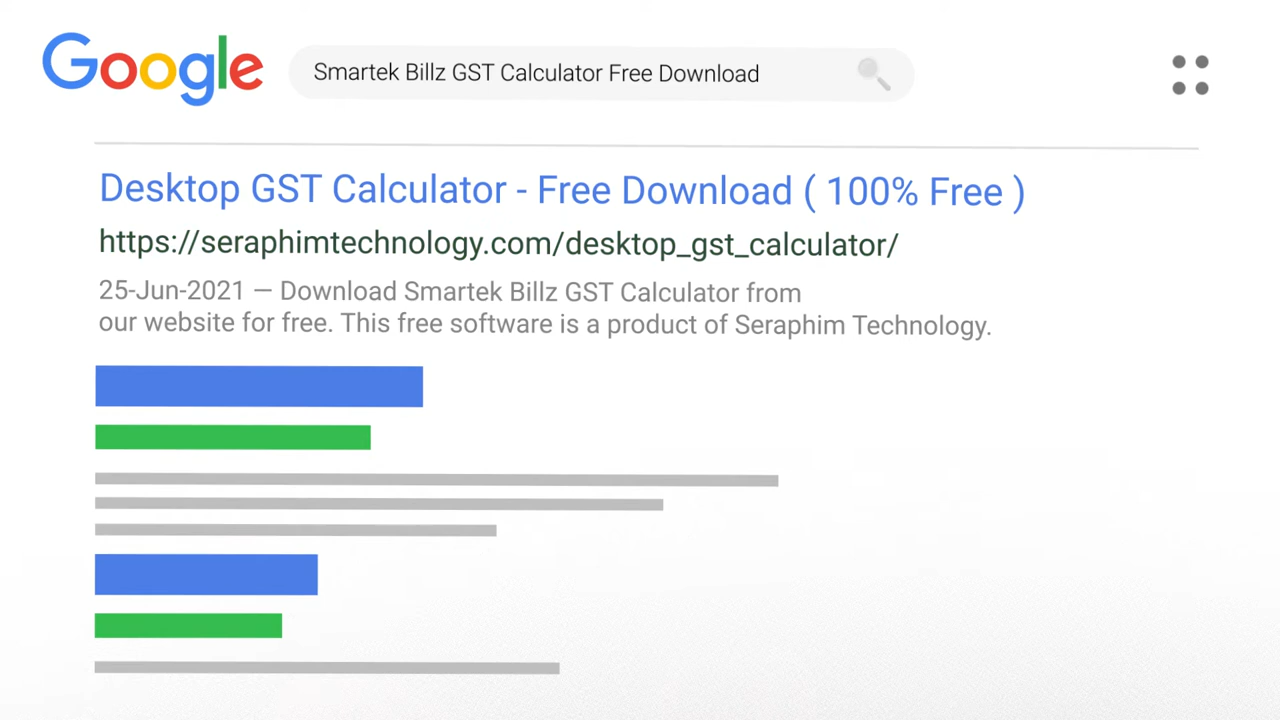 Google
Smartek Billz GST Calculator Free Download
Desktop GST Calculator - Free Download ( 100% Free )
https://seraphimtechnology.com/desktop_gst_calculator/
25-Jun-2021 — Download Smartek Billz GST Calculator from
our website for free. This free software is a product of Seraphim Technology.